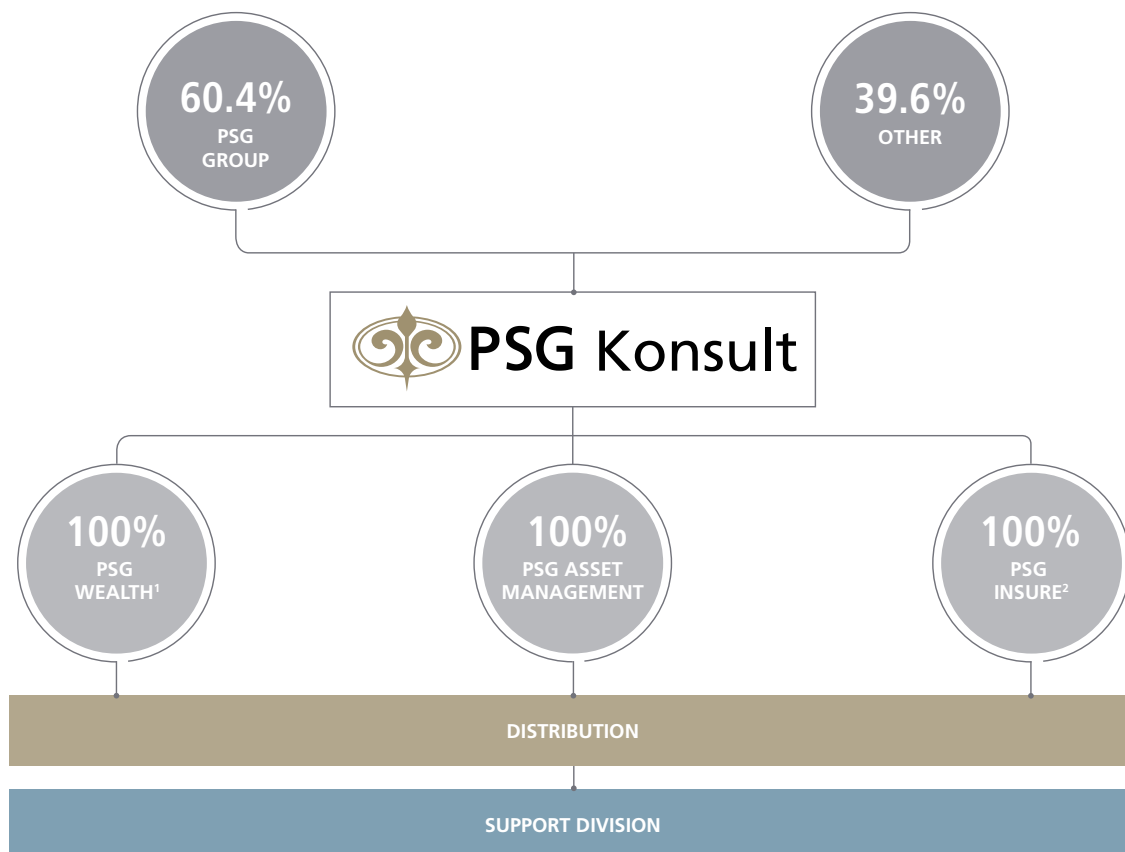 60.4%
PSG
GROUP
39.6%
OTHER
PSG Konsult
100%
PSG
WEALTH¹
100%
PSG ASSET
MANAGEMENT
100%
PSG
INSURE²
DISTRIBUTION
SUPPORT DIVISION